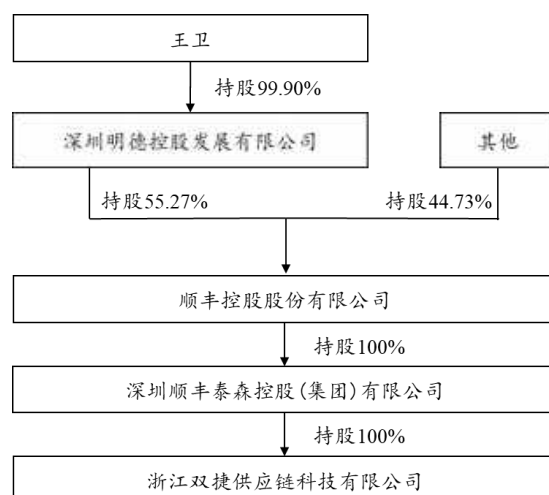 王卫
持股99.90%
深圳明德控股发展有限公司
其他
持股55.27%
持股44.73%
顺丰控股股份有限公司
持股100%
深圳顺丰泰森控股(集团)有限公司
持股100%
浙江双捷供应链科技有限公司